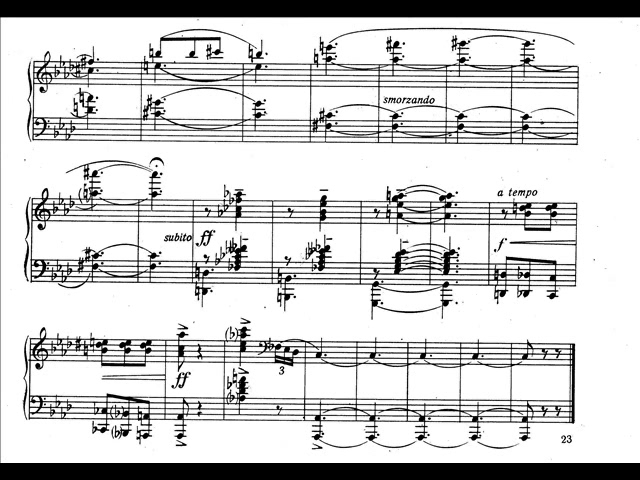 smorzando
subito ff
a tempo
f
ff
3
23